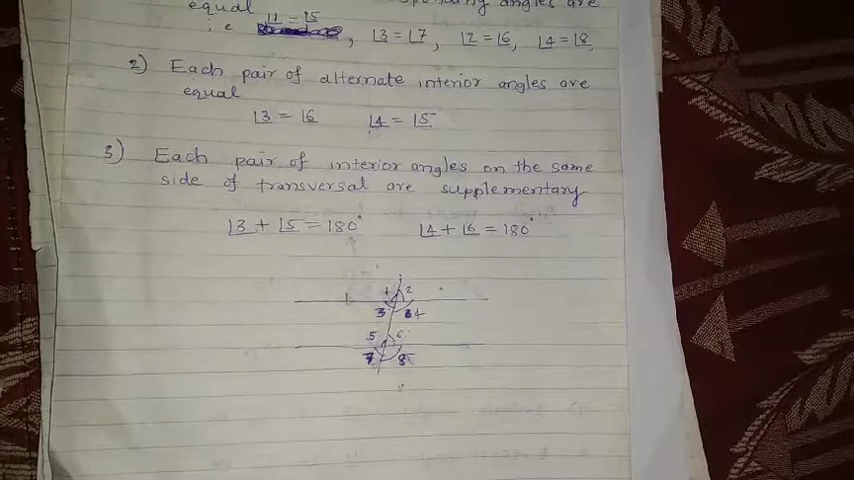 equal
i.e ∠1 = ∠5, ∠3 = ∠7, ∠2 = ∠6, ∠4 = ∠8
angles are
2) Each pair of alternate interior angles are
equal
∠3 = ∠6 ∠4 = ∠5
3) Each pair of interior angles on the same
side of transversal are supplementary
∠3 + ∠5 = 180° ∠4 + ∠6 = 180°
1 2
3 4
5 6
7 8